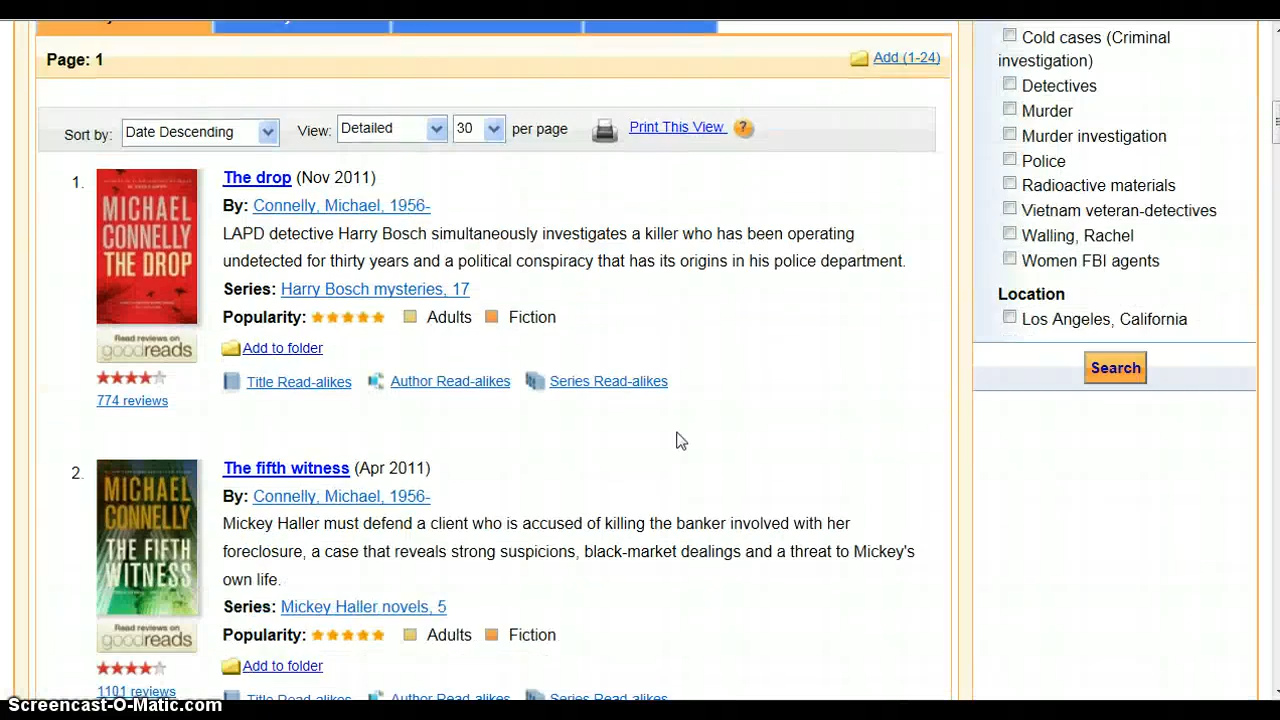 Page: 1
Add (1-24)
Sort by: Date Descending View: Detailed 30 per page Print This View ?
1.
MICHAEL
CONNELLY
THE DROP
The drop (Nov 2011)
By: Connelly, Michael, 1956-
LAPD detective Harry Bosch simultaneously investigates a killer who has been operating
undetected for thirty years and a political conspiracy that has its origins in his police department.
Series: Harry Bosch mysteries, 17
Popularity: Adults Fiction
Read reviews on
goodreads
Add to folder
774 reviews
Title Read-alikes Author Read-alikes Series Read-alikes
2.
MICHAEL
CONNELLY
THE FIFTH
WITNESS
The fifth witness (Apr 2011)
By: Connelly, Michael, 1956-
Mickey Haller must defend a client who is accused of killing the banker involved with her
foreclosure, a case that reveals strong suspicions, black-market dealings and a threat to Mickey's
own life.
Series: Mickey Haller novels, 5
Popularity: Adults Fiction
Read reviews on
goodreads
Add to folder
1101 reviews
Title Read-alikes Author Read-alikes Series Read-alikes
Cold cases (Criminal
investigation)
Detectives
Murder
Murder investigation
Police
Radioactive materials
Vietnam veteran-detectives
Walling, Rachel
Women FBI agents
Location
Los Angeles, California
Search
Screencast-O-Matic.com